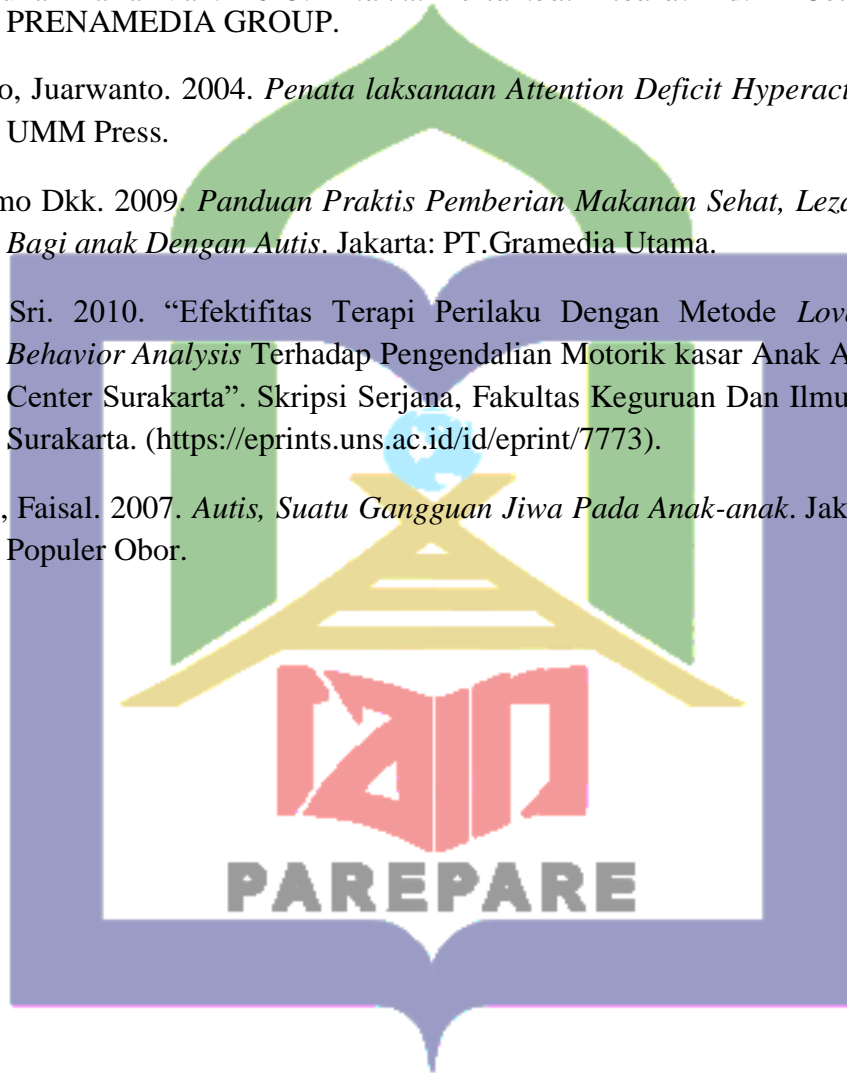 PRENAMEDIA GROUP.
o, Juarwanto. 2004. Penata laksanaan Attention Deficit Hyperact
UMM Press.
mo Dkk. 2009. Panduan Praktis Pemberian Makanan Sehat, Leza
Bagi anak Dengan Autis. Jakarta: PT.Gramedia Utama.
Sri. 2010. “Efektifitas Terapi Perilaku Dengan Metode Lova
Behavior Analysis Terhadap Pengendalian Motorik kasar Anak A
Center Surakarta”. Skripsi Serjana, Fakultas Keguruan Dan Ilmu
Surakarta. (https://eprints.uns.ac.id/id/eprint/7773).
, Faisal. 2007. Autis, Suatu Gangguan Jiwa Pada Anak-anak. Jak
Populer Obor.
iain
PAREPARE